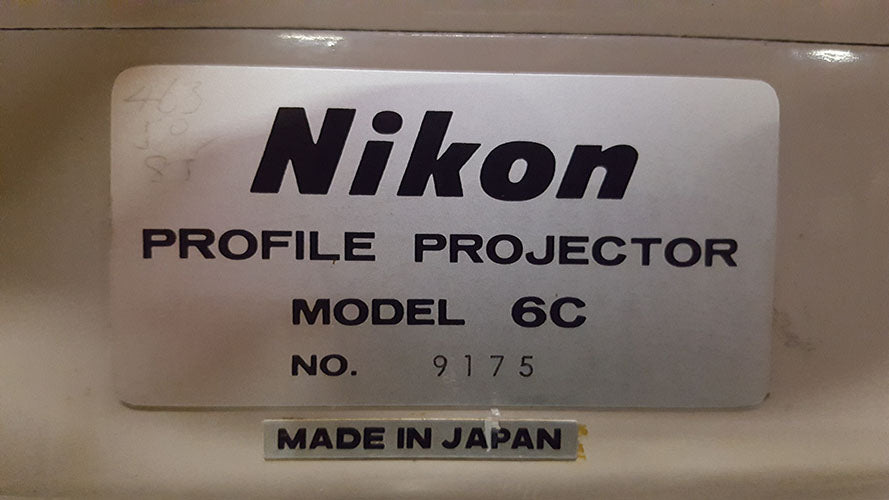 Nikon
PROFILE PROJECTOR
MODEL 6C
NO. 9175
MADE IN JAPAN